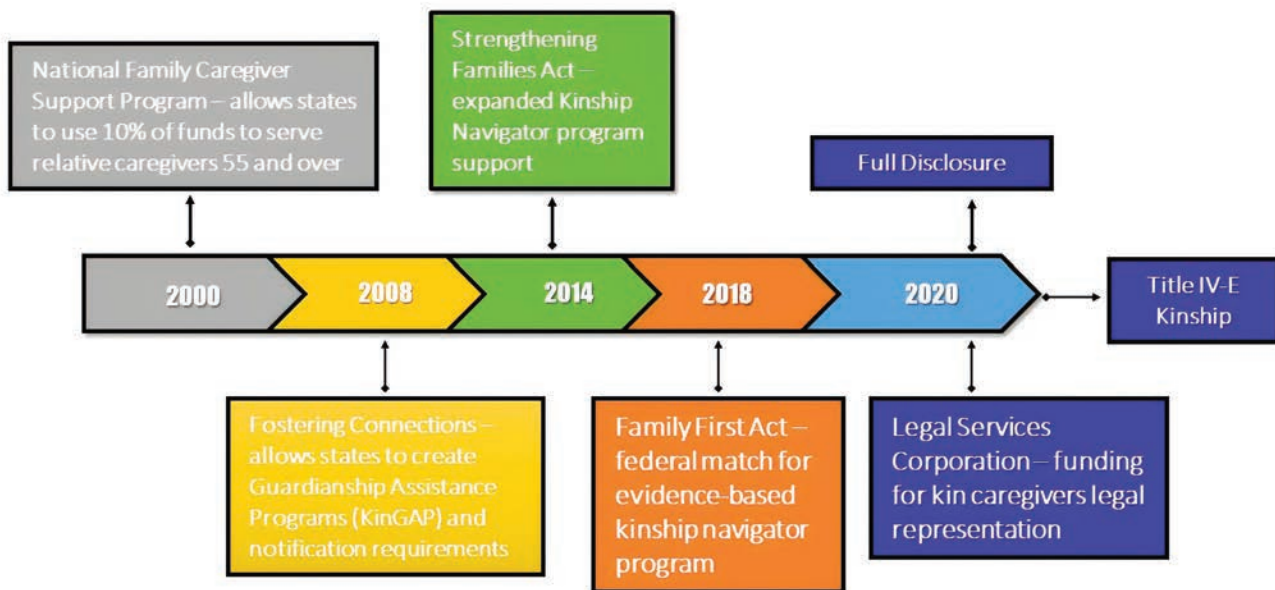 National Family Caregiver
Support Program – allows states
to use 10% of funds to serve
relative caregivers 55 and over
Strengthening
Families Act –
expanded Kinship
Navigator program
support
Full Disclosure
2000
2008
2014
2018
2020
Title IV-E
Kinship
Fostering Connections –
allows states to create
Guardianship Assistance
Programs (KinGAP) and
notification requirements
Family First Act –
federal match for
evidence-based
kinship navigator
program
Legal Services
Corporation – funding
for kin caregivers legal
representation